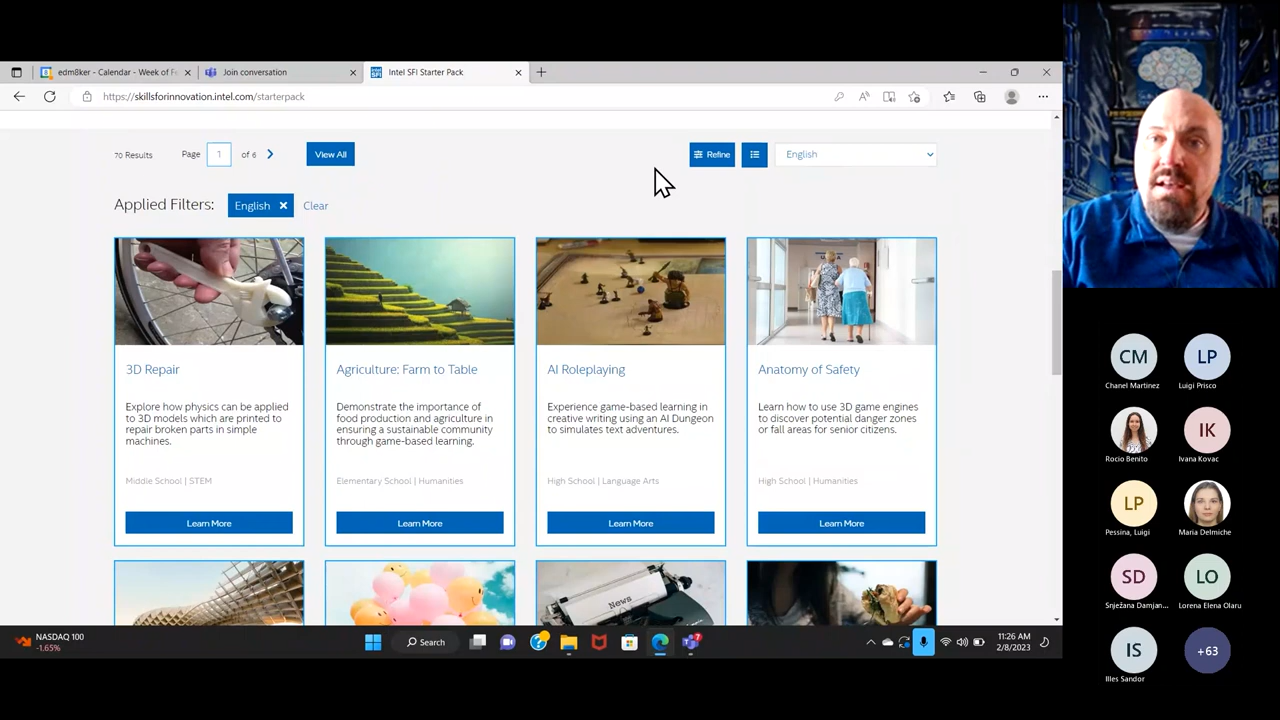 edm8ker - Calendar - Week of Fe
Join conversation
Intel SFI Starter Pack
https://skillsforinnovation.intel.com/starterpack
70 Results
Page 1 of 6
View All
Refine
English
Applied Filters:
English
Clear
3D Repair
Explore how physics can be applied
to 3D models which are printed to
repair broken parts in simple
machines.
Middle School | STEM
Learn More
Agriculture: Farm to Table
Demonstrate the importance of
food production and agriculture in
ensuring a sustainable community
through game-based learning.
Elementary School | Humanities
Learn More
AI Roleplaying
Experience game-based learning in
creative writing using an AI Dungeon
to simulates text adventures.
High School | Language Arts
Learn More
Anatomy of Safety
Learn how to use 3D game engines
to discover potential danger zones
or fall areas for senior citizens.
High School | Humanities
Learn More
News
NASDAQ 100
-1.65%
Search
7
11:26 AM
2/8/2023
CM
Chanel Martinez
LP
Luigi Prisco
Rocio Benito
IK
Ivana Kovac
LP
Pessina, Luigi
Maria Delmiche
SD
Snježana Damjan...
LO
Lorena Elena Olaru
IS
Illes Sandor
+63